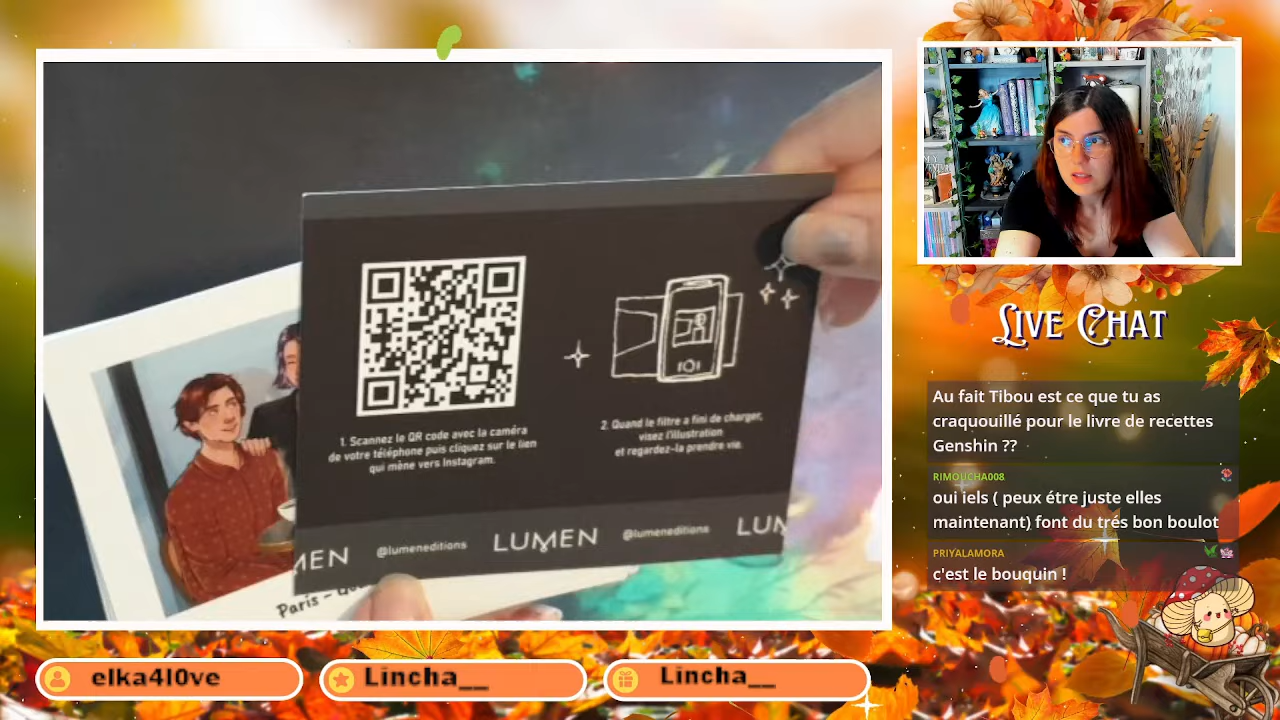 1. Scannez le QR code avec la caméra
de votre téléphone puis cliquez sur le lien
qui mène vers Instagram.
2. Quand le filtre a fini de charger,
visez l'illustration
et regardez-la prendre vie.
MEN @lumeneditions LUMEN @lumeneditions LUM
Paris -
LIVE CHAT
Au fait Tibou est ce que tu as
craquouillé pour le livre de recettes
Genshin ??
RIMOUCHA008
oui iels ( peux étre juste elles
maintenant) font du trés bon boulot
PRIYALAMORA
c'est le bouquin !
elka4l0ve
Lincha__
Lincha__